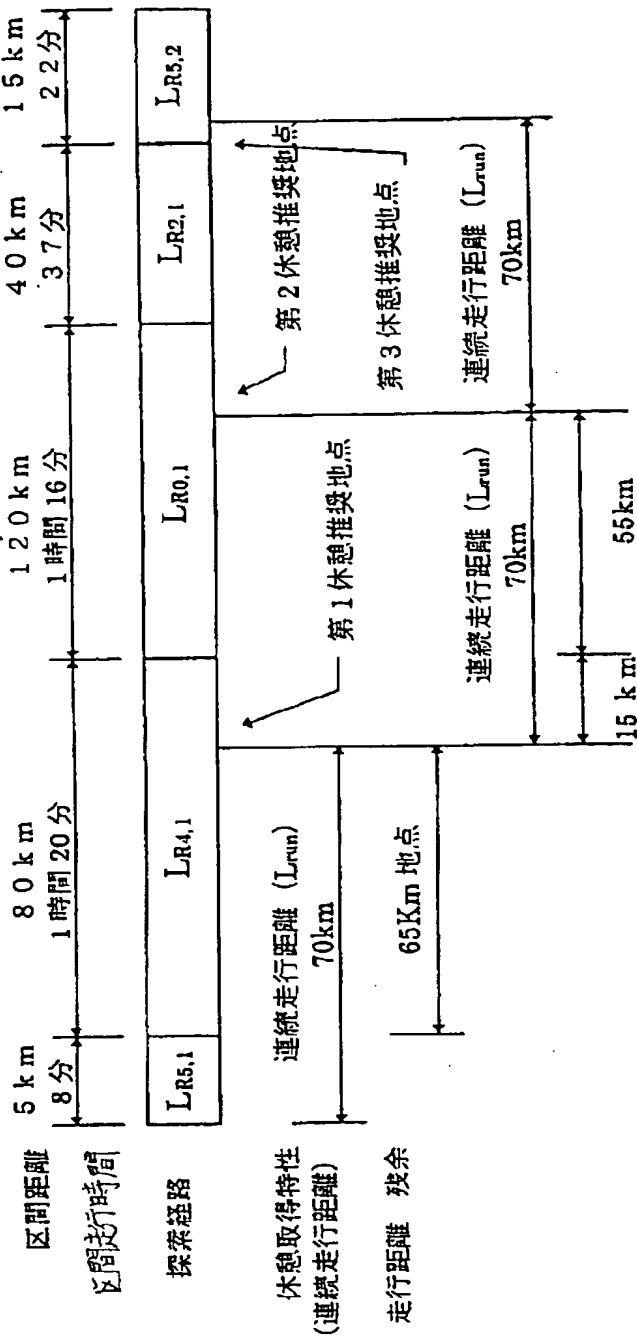 区間距離
5km
80km
120km
40km
15km
区間走行時間
8分
1時間20分
1時間16分
37分
22分
探索経路
LR5,1
LR4,1
LR0,1
LR2,1
LR5,2
第1休憩推奨地点
第2休憩推奨地点
第3休憩推奨地点
休憩取得特性
(連続走行距離)
連続走行距離 (Lrun)
70km
連続走行距離 (Lrun)
70km
連続走行距離 (Lrun)
70km
走行距離 残余
65Km 地点
15km
55km